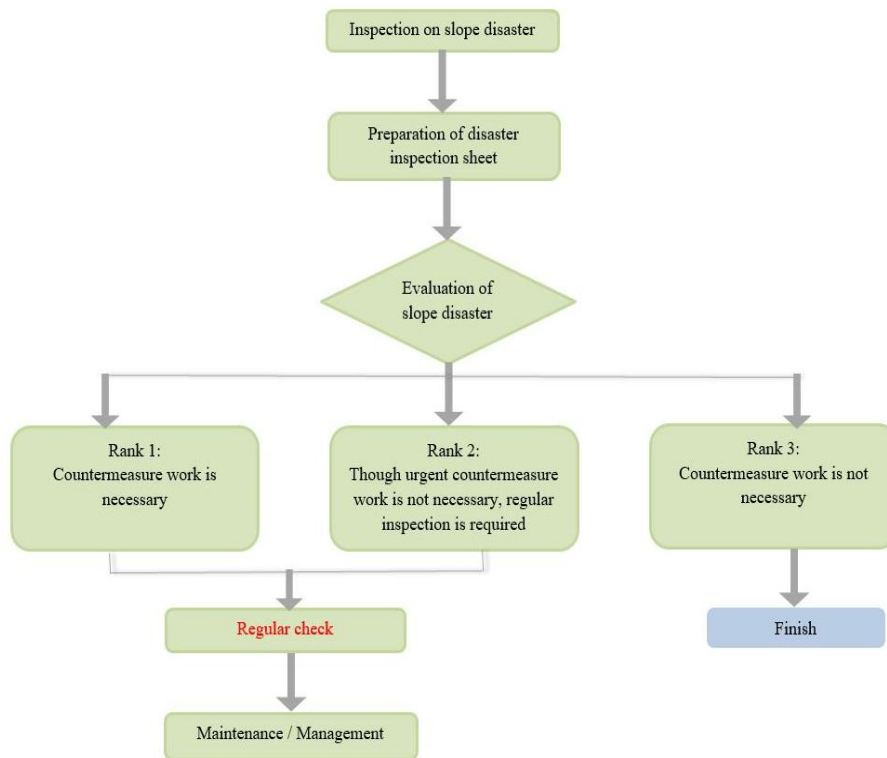 Inspection on slope disaster
Preparation of disaster
inspection sheet
Evaluation of
slope disaster
Rank 1:
Countermeasure work is
necessary
Rank 2:
Though urgent countermeasure
work is not necessary, regular
inspection is required
Rank 3:
Countermeasure work is not
necessary
Regular check
Finish
Maintenance / Management